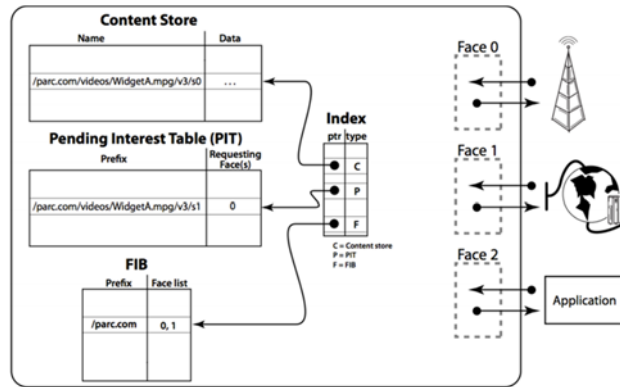 Content Store
Name Data
/parc.com/videos/WidgetA.mpg/v3/s0 ...
Pending Interest Table (PIT)
Prefix Requesting Face(s)
/parc.com/videos/WidgetA.mpg/v3/s1 0
FIB
Prefix Face list
/parc.com 0, 1
Index
ptr type
C
P
F
C = Content store
P = PIT
F = FIB
Face 0
Face 1
Face 2
Application